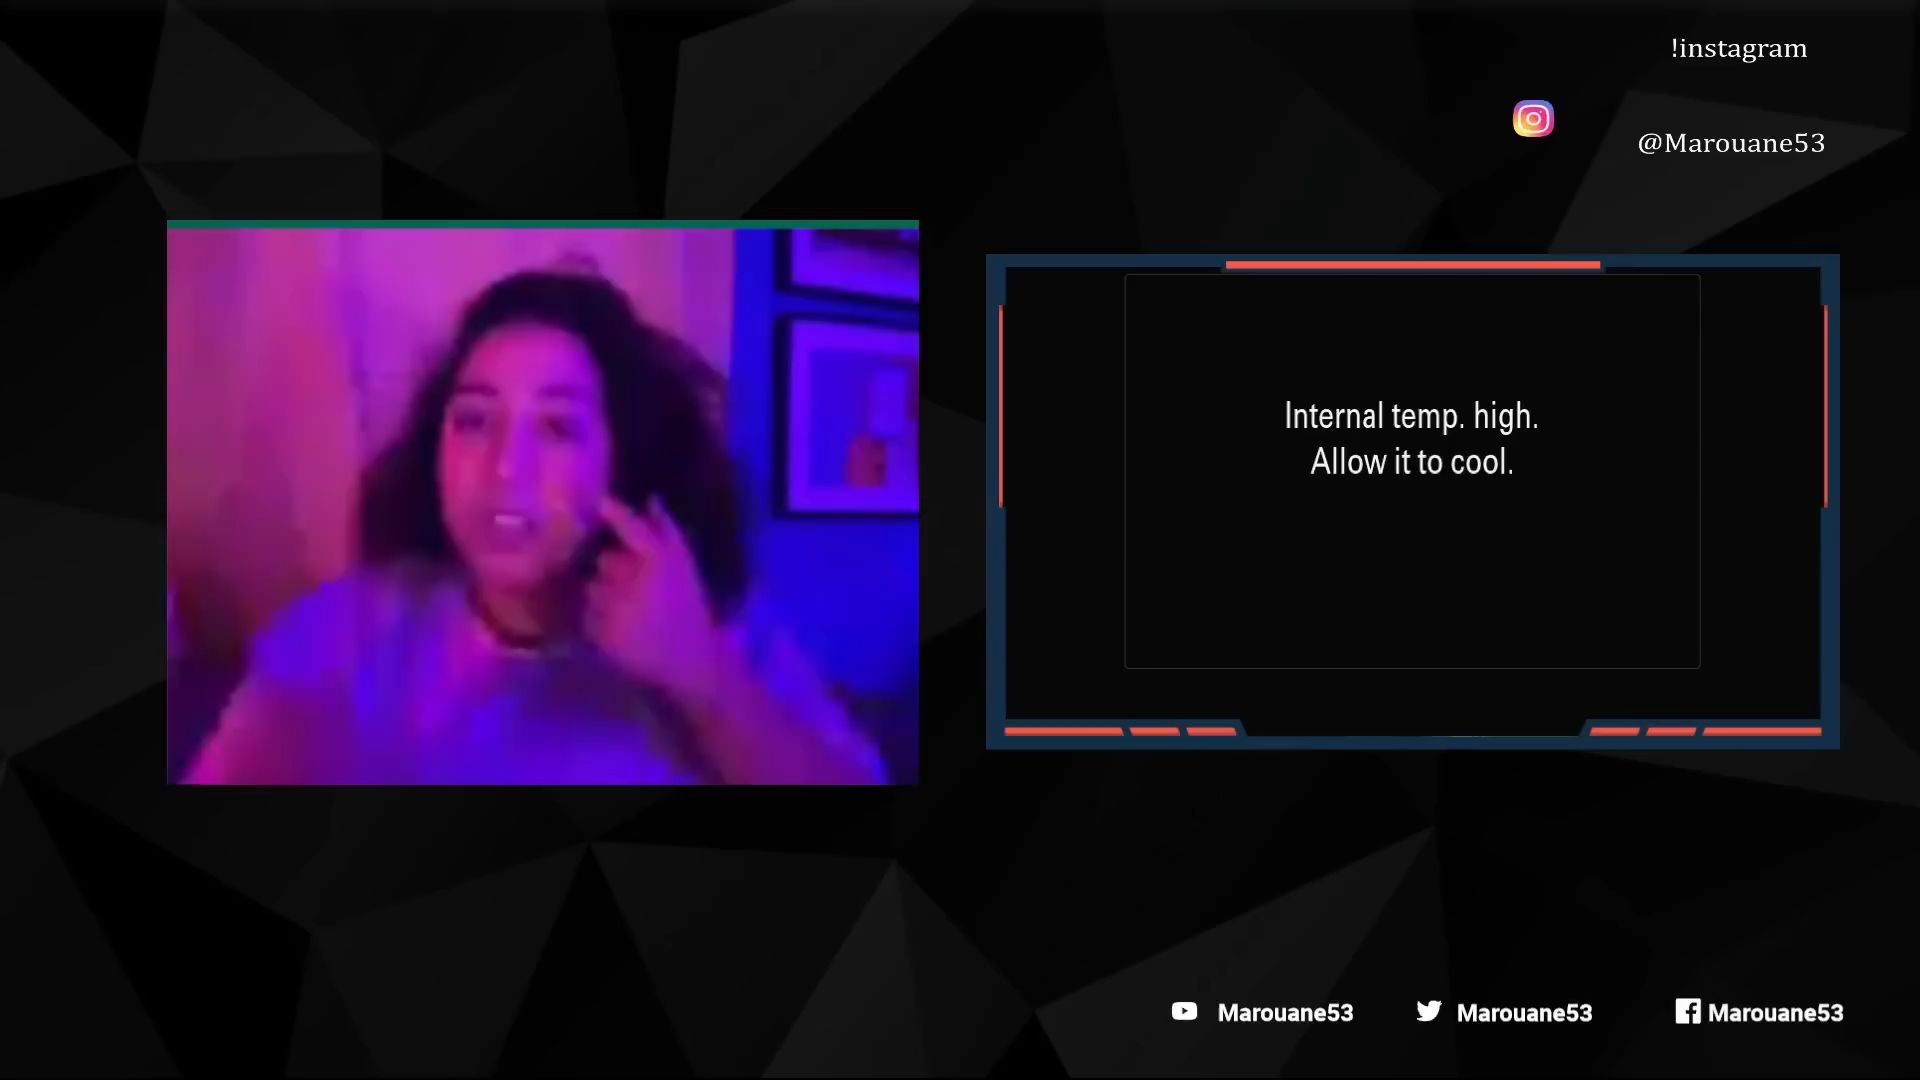 !instagram
@Marouane53
Internal temp. high.
Allow it to cool.
Marouane53 Marouane53 Marouane53